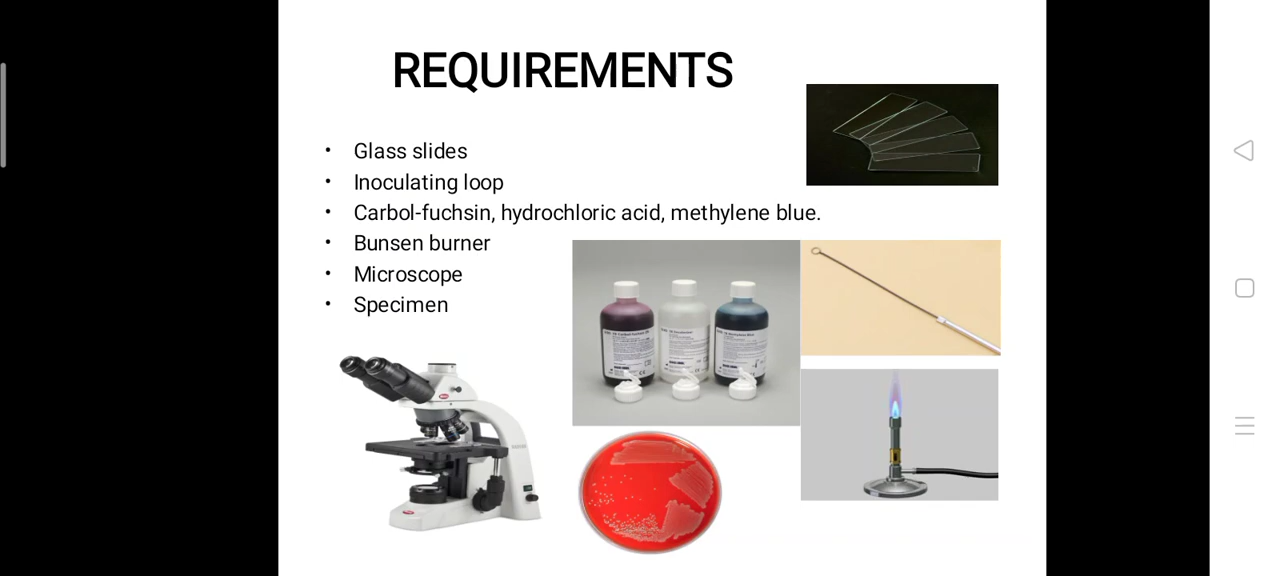 REQUIREMENTS
• Glass slides
• Inoculating loop
• Carbol-fuchsin, hydrochloric acid, methylene blue.
• Bunsen burner
• Microscope
• Specimen